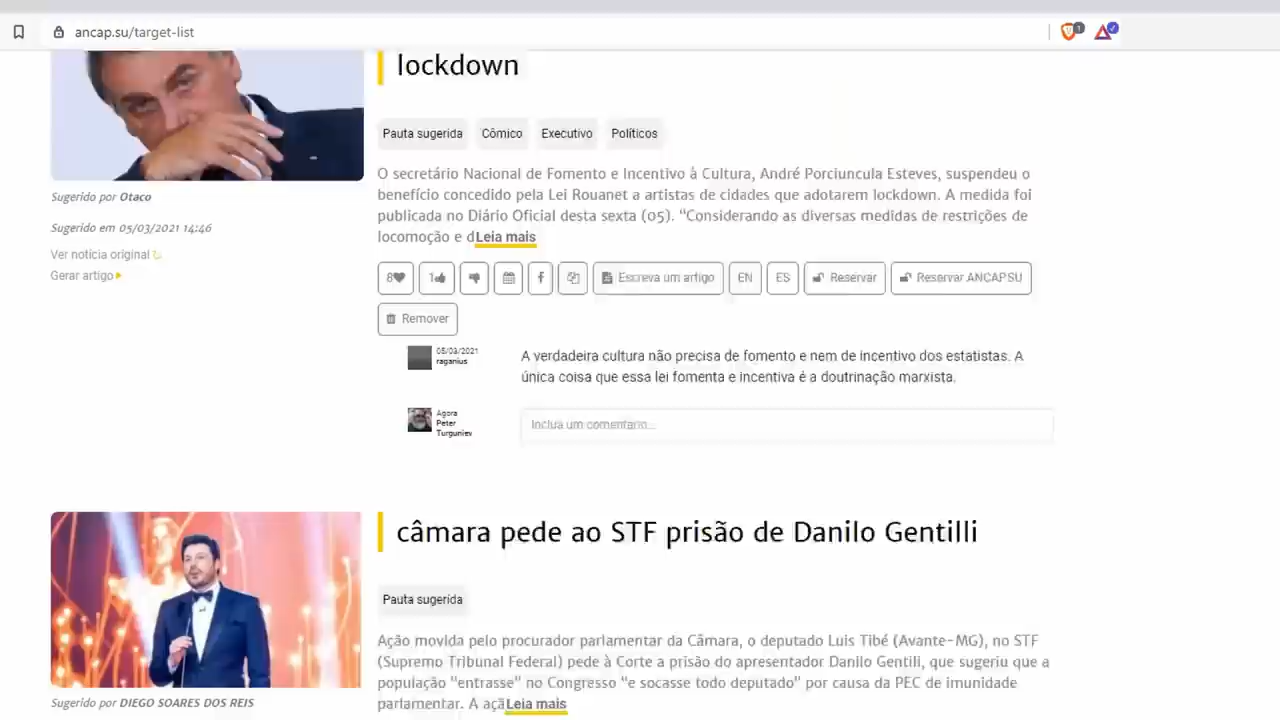 ancap.su/target-list
1
lockdown
Pauta sugerida
Cômico
Executivo
Políticos
O secretário Nacional de Fomento e Incentivo à Cultura, André Porciuncula Esteves, suspendeu o
benefício concedido pela Lei Rouanet a artistas de cidades que adotarem lockdown. A medida foi
publicada no Diário Oficial desta sexta (05). “Considerando as diversas medidas de restrições de
locomoção e dLeia mais
Sugerido por Otaco
Sugerido em 05/03/2021 14:46
Ver notícia original
Gerar artigo
8
1
Escreva um artigo
EN
ES
Reservar
Reservar ANCAPSU
Remover
05/03/2021
raganius
A verdadeira cultura não precisa de fomento e nem de incentivo dos estatistas. A
única coisa que essa lei fomenta e incentiva é a doutrinação marxista.
Agora
Peter
Turguniev
Inclua um comentário...
câmara pede ao STF prisão de Danilo Gentilli
Pauta sugerida
Ação movida pelo procurador parlamentar da Câmara, o deputado Luis Tibé (Avante-MG), no STF
(Supremo Tribunal Federal) pede à Corte a prisão do apresentador Danilo Gentili, que sugeriu que a
população "entrasse" no Congresso "e socasse todo deputado" por causa da PEC de imunidade
parlamentar. A açãLeia mais
Sugerido por DIEGO SOARES DOS REIS